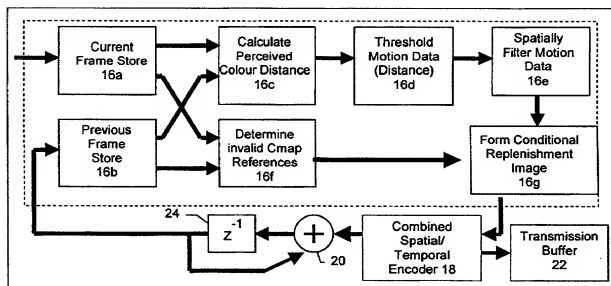 Current
Frame Store
16a
Calculate
Perceived
Colour Distance
16c
Threshold
Motion Data
(Distance)
16d
Spatially
Filter Motion
Data
16e
Previous
Frame
Store
16b
Determine
invalid Cmap
References
16f
Form Conditional
Replenishment
Image
16g
24
z-1
+
20
Combined
Spatial/
Temporal
Encoder 18
Transmission
Buffer
22